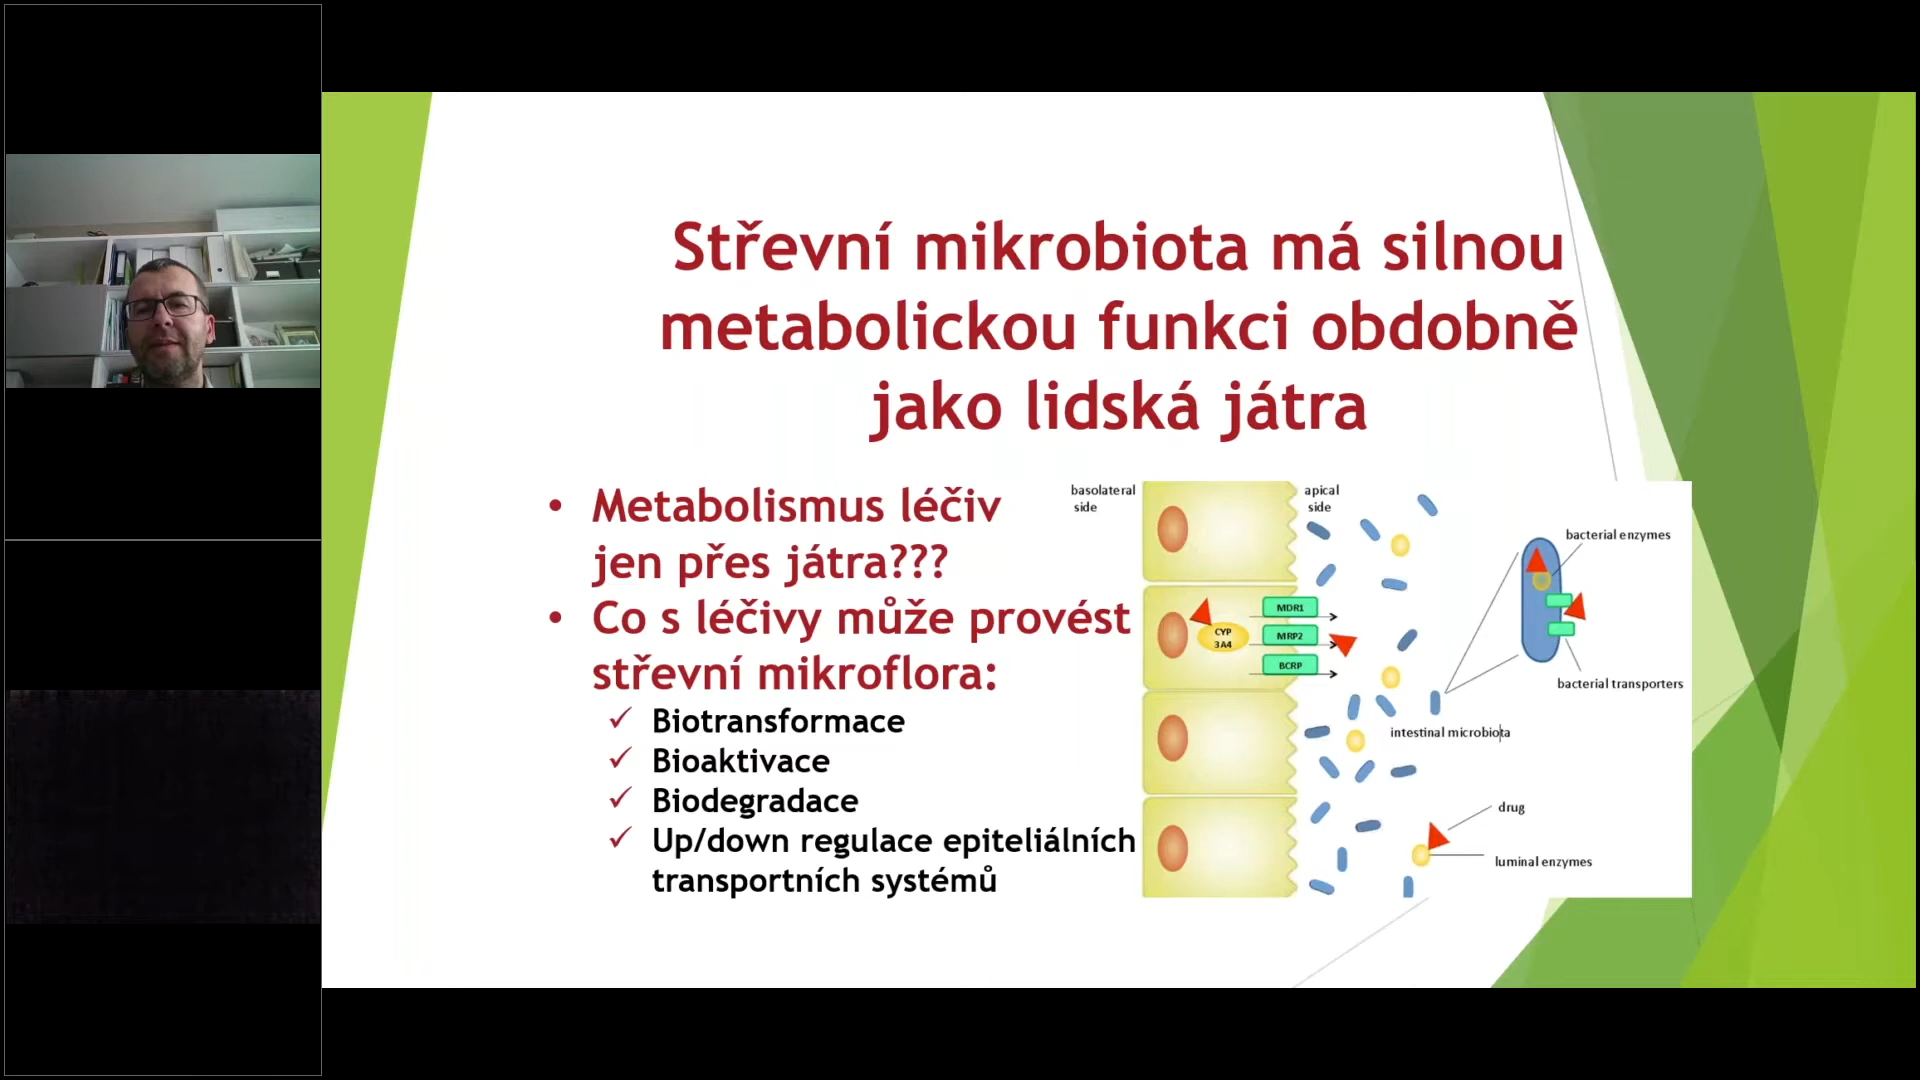 Střevní mikrobiota má silnou
metabolickou funkci obdobně
jako lidská játra
• Metabolismus léčiv
jen přes játra???
• Co s léčivy může provést
střevní mikroflora:
✓ Biotransformace
✓ Bioaktivace
✓ Biodegradace
✓ Up/down regulace epiteliálních
transportních systémů
basolateral
side
apical
side
CYP
3A4
MDR1
MRP2
BCRP
bacterial enzymes
bacterial transporters
intestinal microbiota
drug
luminal enzymes